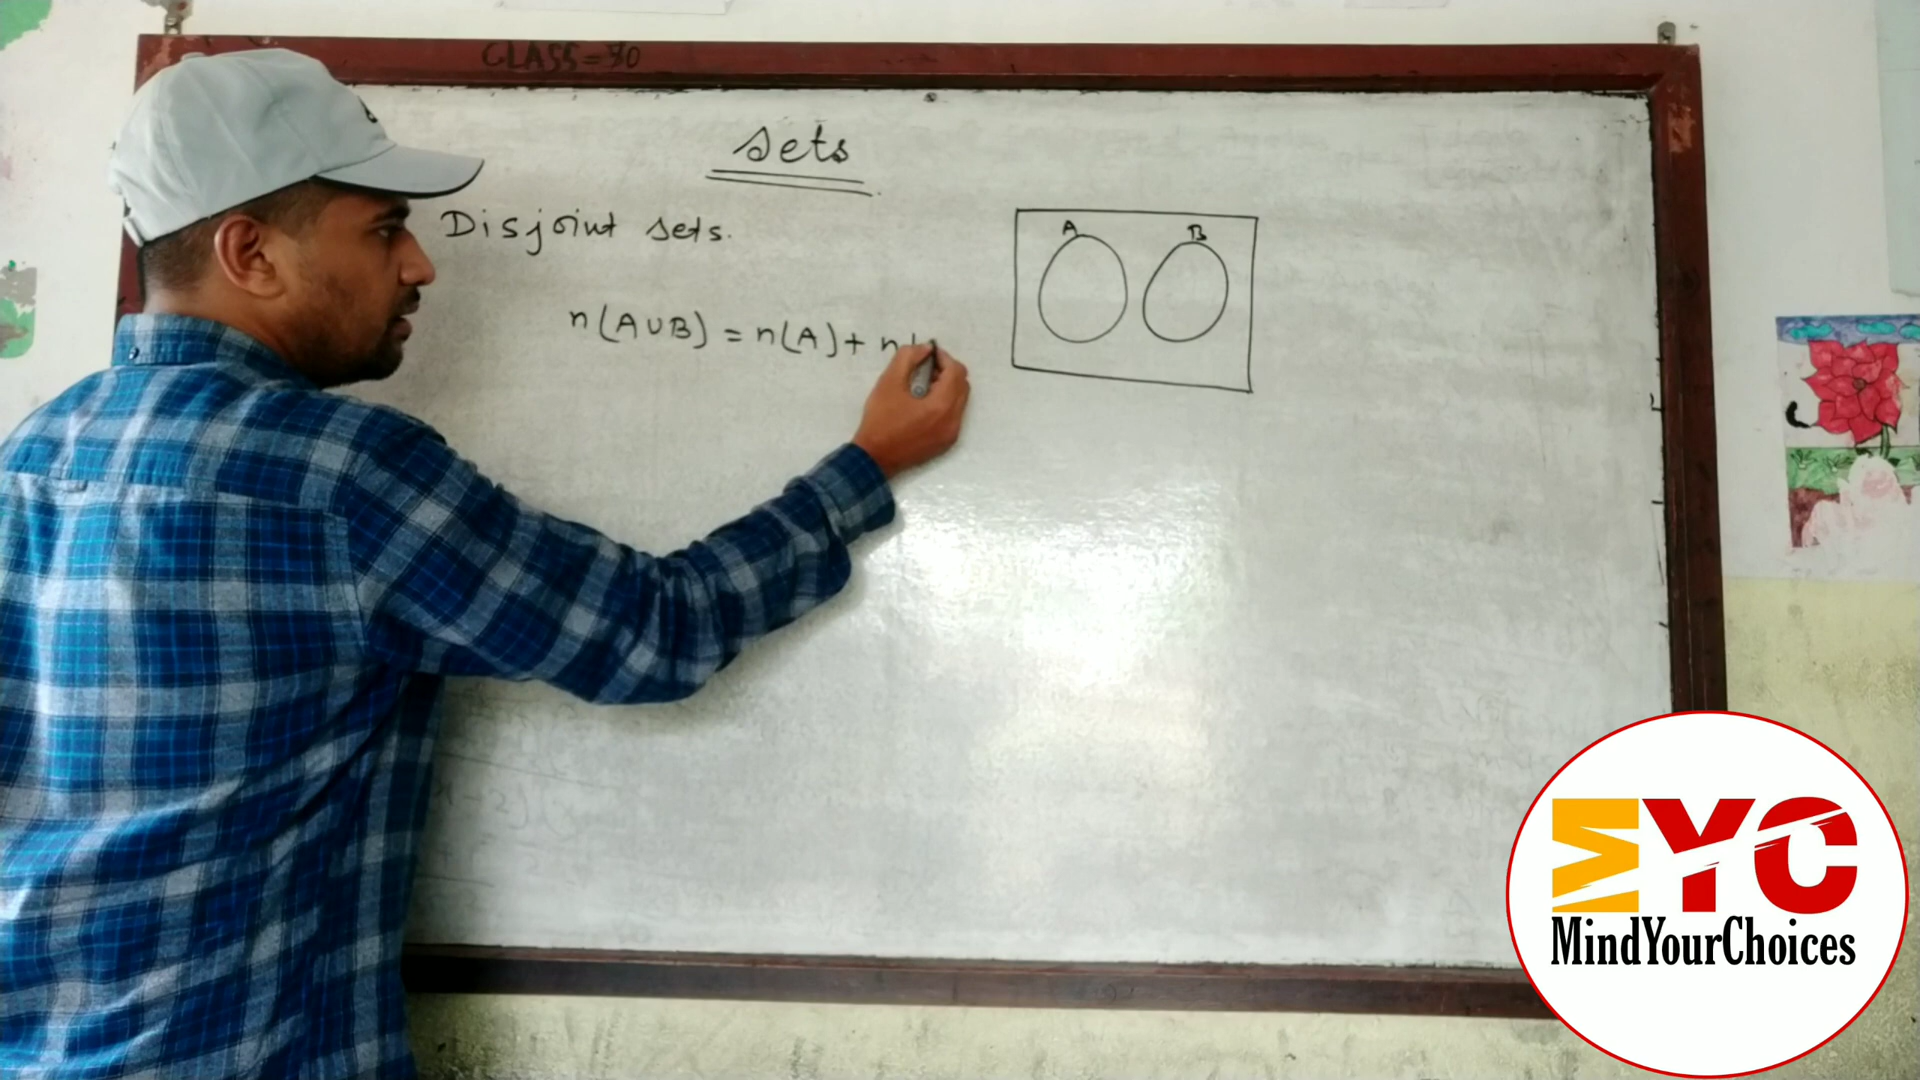 CLASS=10
Sets
Disjoint sets.
A B
n(A∪B) = n(A) + n(
MYC
MindYourChoices